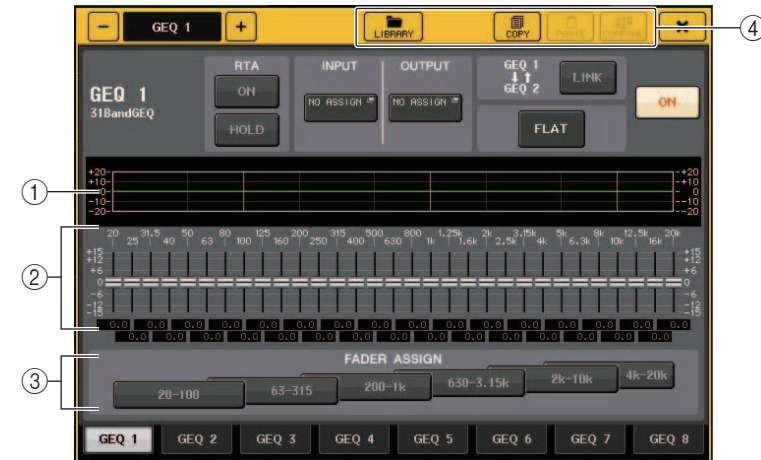 − GEQ 1 + LIBRARY COPY PASTE COMPARE ×
④
GEQ 1
31BandGEQ
RTA
ON
HOLD
INPUT
NO ASSIGN
OUTPUT
NO ASSIGN
GEQ 1
GEQ 2
LINK
FLAT
ON
①
+20 +20
+10 +10
0 0
-10 -10
-20 -20
②
20 31.5 50 80 125 200 315 500 800 1.25k 2k 3.15k 5k 8k 12.5k 20k
25 40 63 100 160 250 400 630 1k 1.6k 2.5k 4k 6.3k 10k 16k
+15 +15
+12 +12
+6 +6
0 0
-6 -6
-12 -12
-15 -15
0.0 0.0 0.0 0.0 0.0 0.0 0.0 0.0 0.0 0.0 0.0 0.0 0.0 0.0 0.0 0.0
0.0 0.0 0.0 0.0 0.0 0.0 0.0 0.0 0.0 0.0 0.0 0.0 0.0 0.0 0.0
③
FADER ASSIGN
20-100 63-315 200-1k 630-3.15k 2k-10k 4k-20k
GEQ 1 GEQ 2 GEQ 3 GEQ 4 GEQ 5 GEQ 6 GEQ 7 GEQ 8